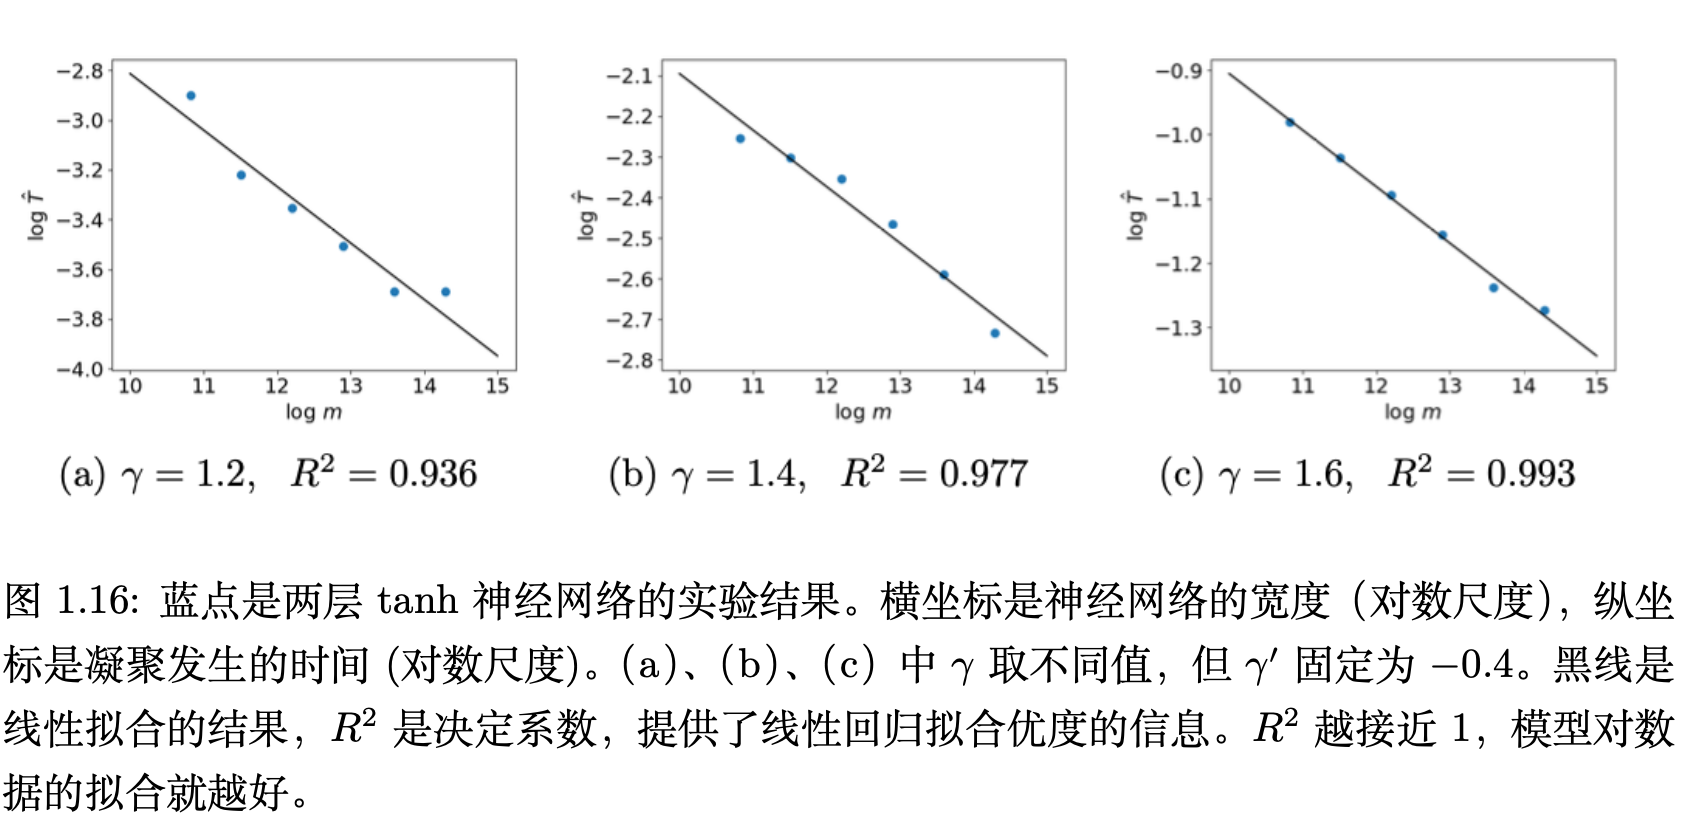 −2.8
−3.0
−3.2
−3.4
−3.6
−3.8
−4.0
log T̂
10 11 12 13 14 15
log m
−2.1
−2.2
−2.3
−2.4
−2.5
−2.6
−2.7
−2.8
log T̂
10 11 12 13 14 15
log m
−0.9
−1.0
−1.1
−1.2
−1.3
log T̂
10 11 12 13 14 15
log m
(a) γ = 1.2, R² = 0.936
(b) γ = 1.4, R² = 0.977
(c) γ = 1.6, R² = 0.993
图 1.16: 蓝点是两层 tanh 神经网络的实验结果。横坐标是神经网络的宽度（对数尺度），纵坐
标是凝聚发生的时间 (对数尺度)。(a)、(b)、(c) 中 γ 取不同值，但 γ′ 固定为 −0.4。黑线是
线性拟合的结果，R² 是决定系数，提供了线性回归拟合优度的信息。R² 越接近 1，模型对数
据的拟合就越好。